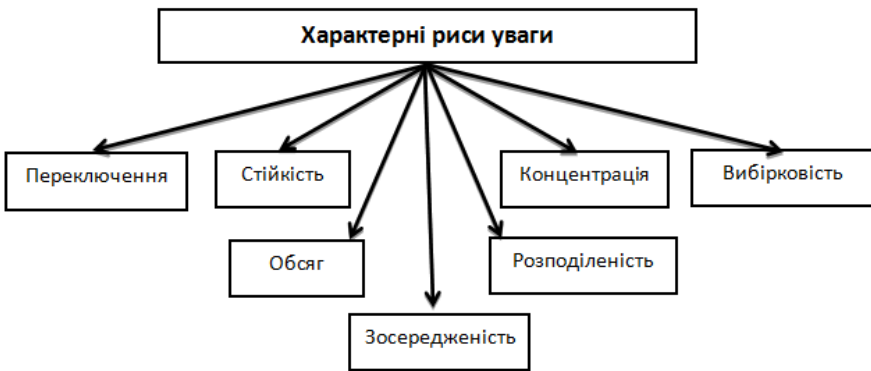 Характерні риси уваги
Переключення
Стійкість
Концентрація
Вибірковість
Обсяг
Розподіленість
Зосередженість